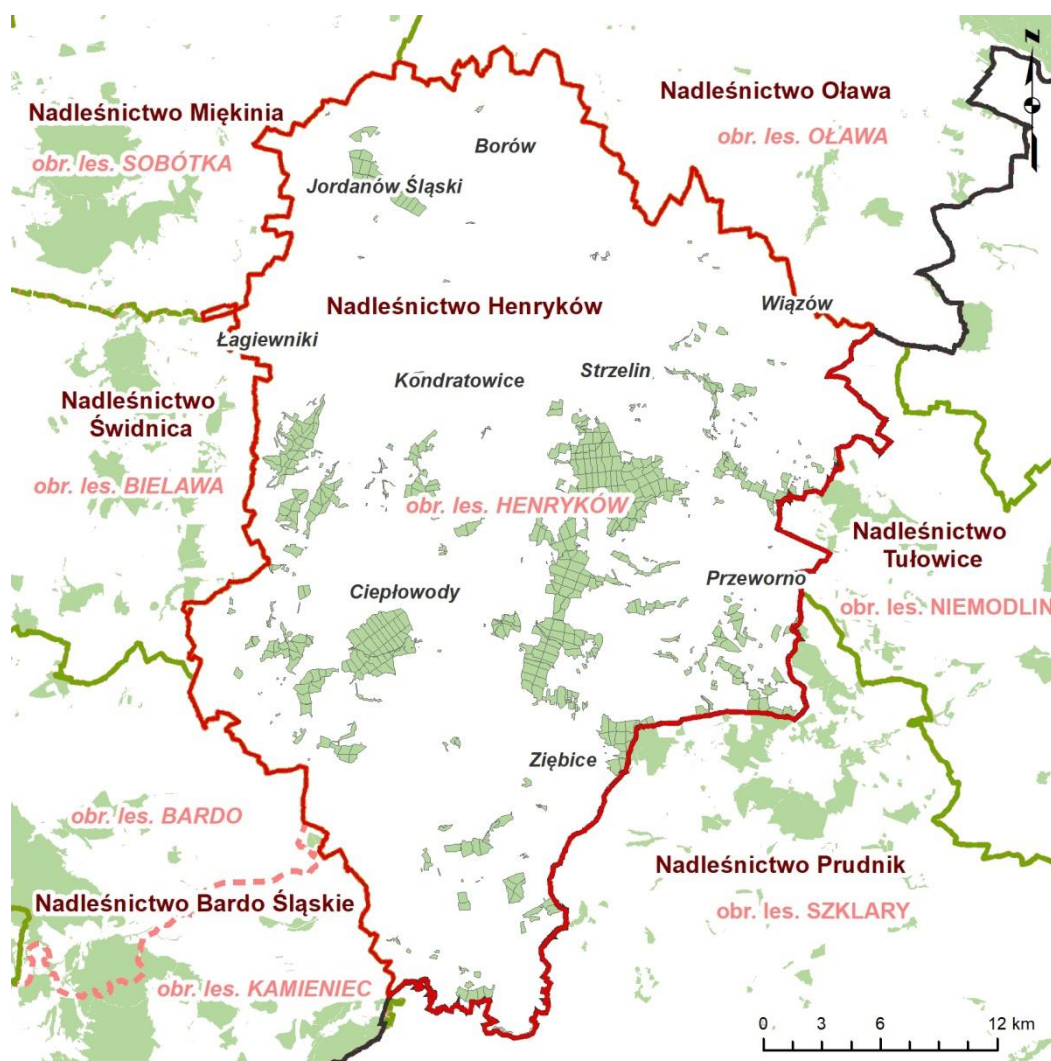 N
Nadleśnictwo Oława
Nadleśnictwo Miękinia
obr. les. OŁAWA
Borów
obr. les. SOBÓTKA
Jordanów Śląski
Nadleśnictwo Henryków
Wiązów
Łagiewniki
Strzelin
Kondratowice
Nadleśnictwo
Świdnica
obr. les. BIELAWA
obr. les. HENRYKÓW
Nadleśnictwo
Tułowice
Przeworno
Ciepłowody
obr. les. NIEMODLIN
Ziębice
obr. les. BARDO
Nadleśnictwo Prudnik
Nadleśnictwo Bardo Śląskie
obr. les. SZKLARY
obr. les. KAMIENIEC
0 3 6 12 km